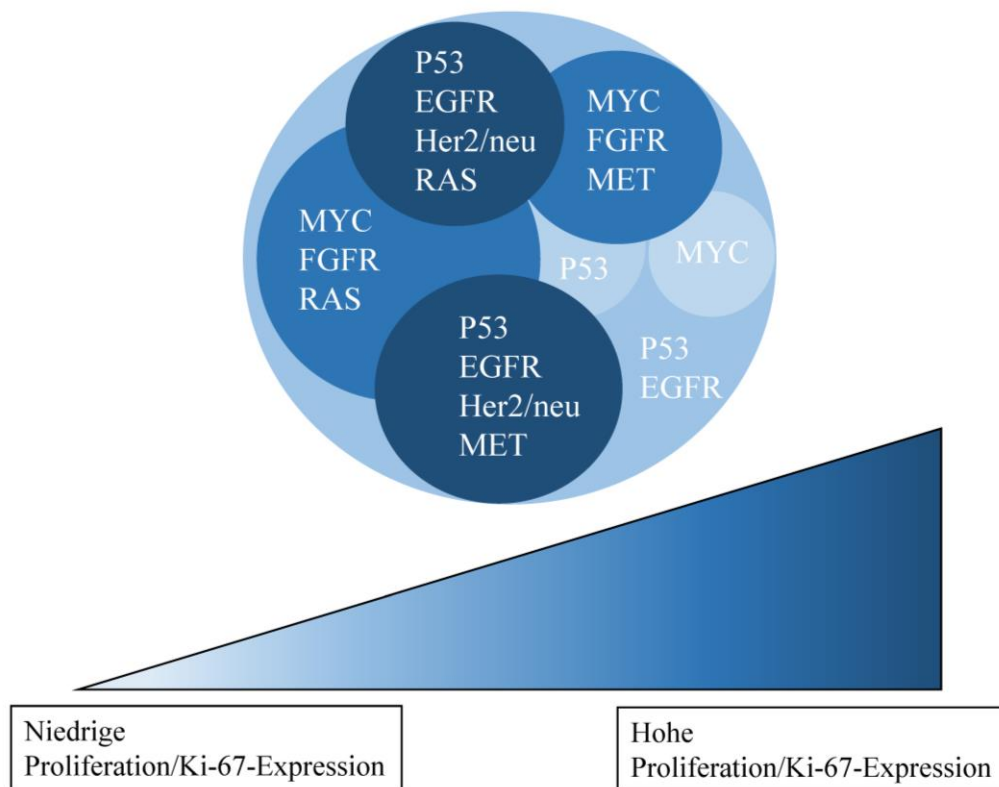 P53
EGFR
Her2/neu
RAS
MYC
FGFR
MET
MYC
FGFR
RAS
P53
MYC
P53
EGFR
Her2/neu
MET
P53
EGFR
Niedrige
Proliferation/Ki-67-Expression
Hohe
Proliferation/Ki-67-Expression